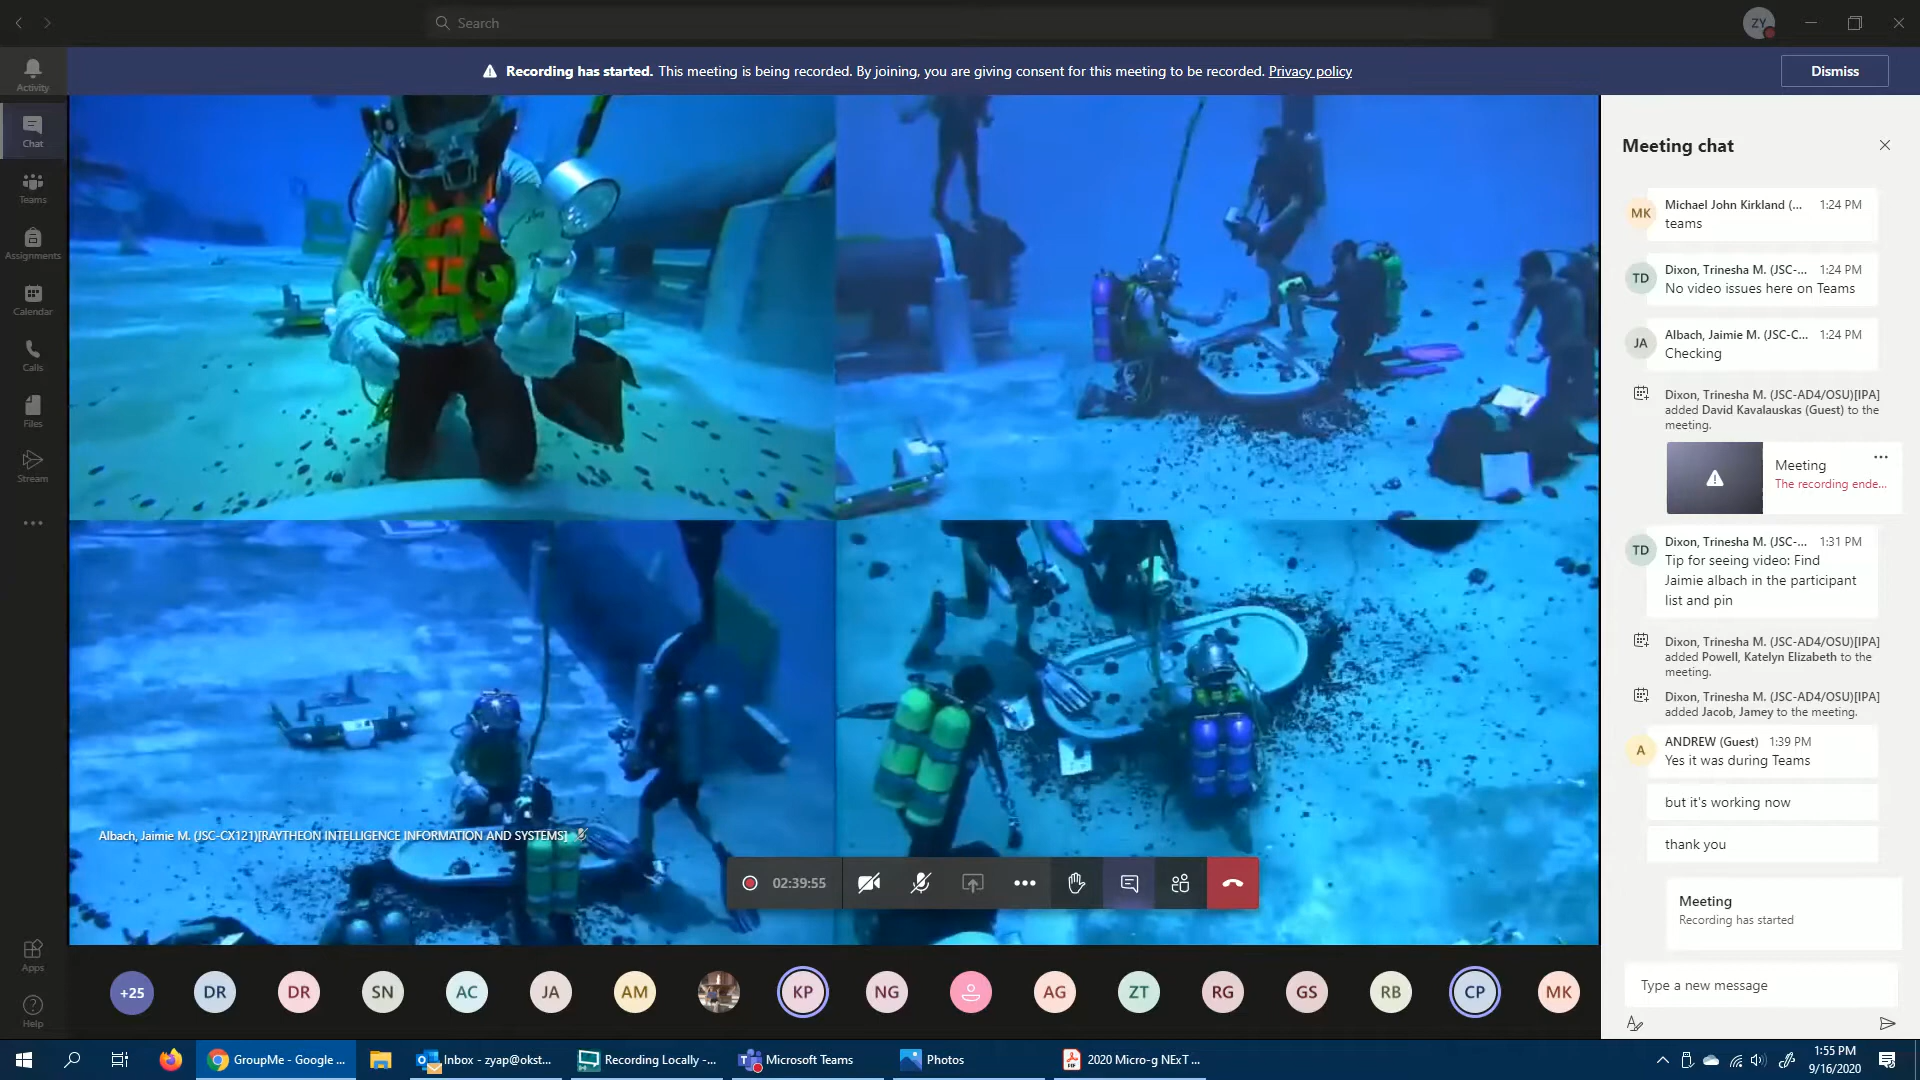 Search
ZY
Activity
Chat
Teams
Assignments
Calendar
Calls
Files
Stream
Apps
Help
Recording has started. This meeting is being recorded. By joining, you are giving consent for this meeting to be recorded. Privacy policy
Dismiss
Albach, Jaimie M. (JSC-CX121)[RAYTHEON INTELLIGENCE INFORMATION AND SYSTEMS]
02:39:55
+25
DR
DR
SN
AC
JA
AM
KP
NG
AG
ZT
RG
GS
RB
CP
MK
Meeting chat
MK
Michael John Kirkland (... 1:24 PM
teams
TD
Dixon, Trinesha M. (JSC-... 1:24 PM
No video issues here on Teams
JA
Albach, Jaimie M. (JSC-C... 1:24 PM
Checking
Dixon, Trinesha M. (JSC-AD4/OSU)[IPA]
added David Kavalauskas (Guest) to the
meeting.
Meeting
The recording ende...
TD
Dixon, Trinesha M. (JSC-... 1:31 PM
Tip for seeing video: Find
Jaimie albach in the participant
list and pin
Dixon, Trinesha M. (JSC-AD4/OSU)[IPA]
added Powell, Katelyn Elizabeth to the
meeting.
Dixon, Trinesha M. (JSC-AD4/OSU)[IPA]
added Jacob, Jamey to the meeting.
A
ANDREW (Guest) 1:39 PM
Yes it was during Teams
but it's working now
thank you
Meeting
Recording has started
Type a new message
GroupMe - Google ...
Inbox - zyap@okst...
Recording Locally -...
Microsoft Teams
Photos
2020 Micro-g NExT ...
1:55 PM
9/16/2020